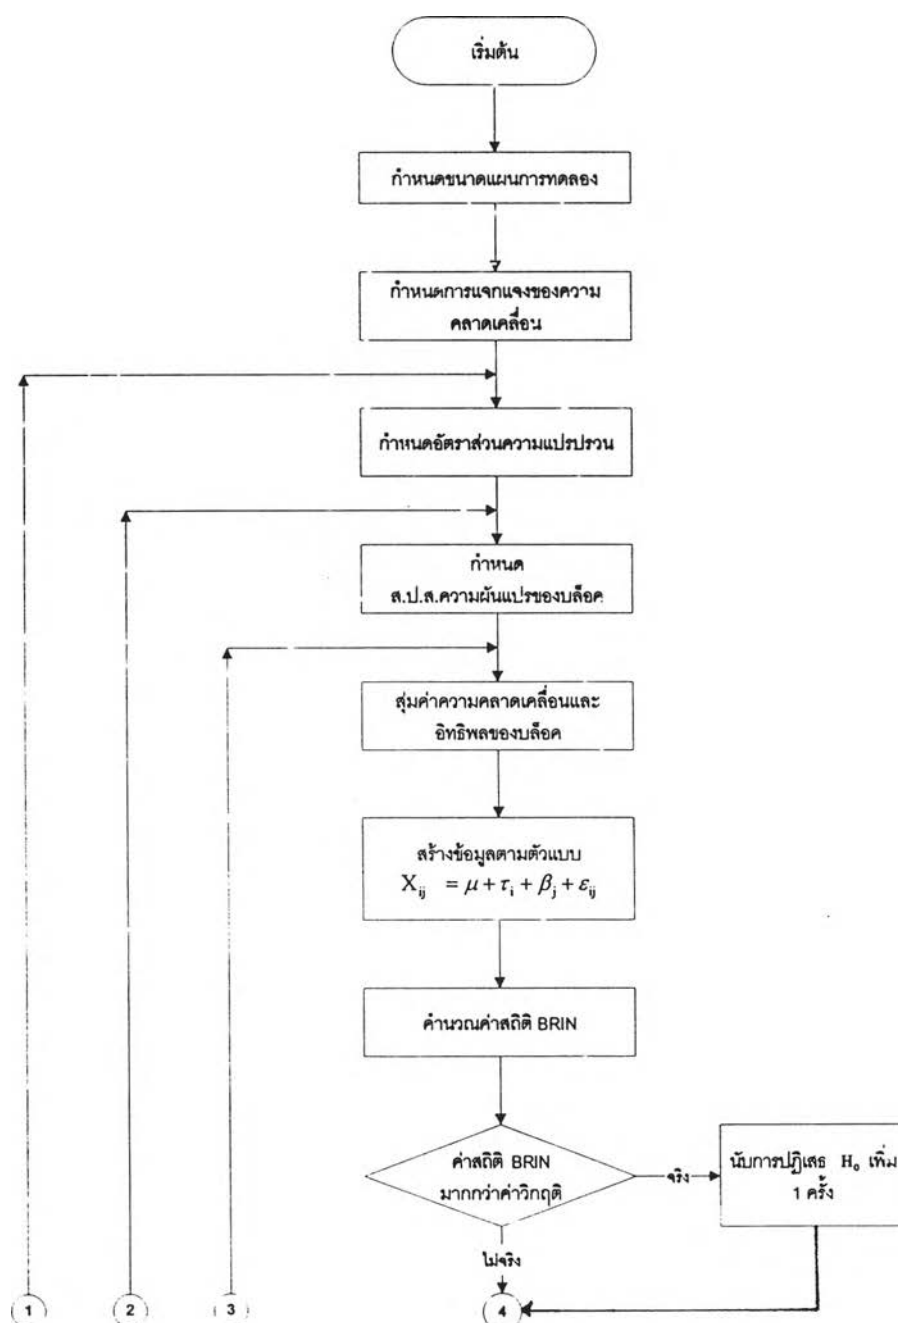 เริ่มต้น
กำหนดขนาดแผนการทดลอง
กำหนดการแจกแจงของความ
คลาดเคลื่อน
กำหนดอัตราส่วนความแปรปรวน
กำหนด
ส.ป.ส.ความผันแปรของบล็อค
สุ่มค่าความคลาดเคลื่อนและ
อิทธิพลของบล็อค
สร้างข้อมูลตามตัวแบบ
X_ij = μ + τ_i + β_j + ε_ij
คำนวณค่าสถิติ BRIN
ค่าสถิติ BRIN
มากกว่าค่าวิกฤติ
จริง
นับการปฏิเสธ H₀ เพิ่ม
1 ครั้ง
ไม่จริง
1
2
3
4